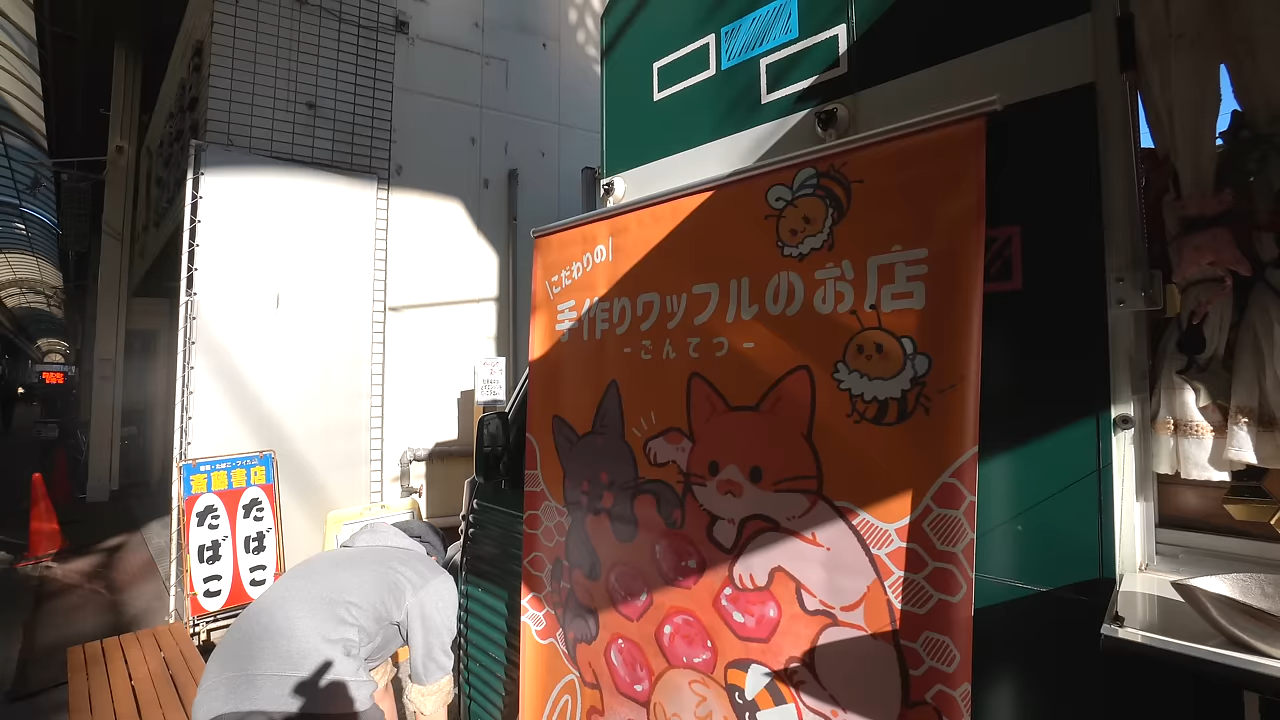 \こだわりの/
手作りワッフルのお店
-ごんてつ-
斎藤書店
たばこ
たばこ